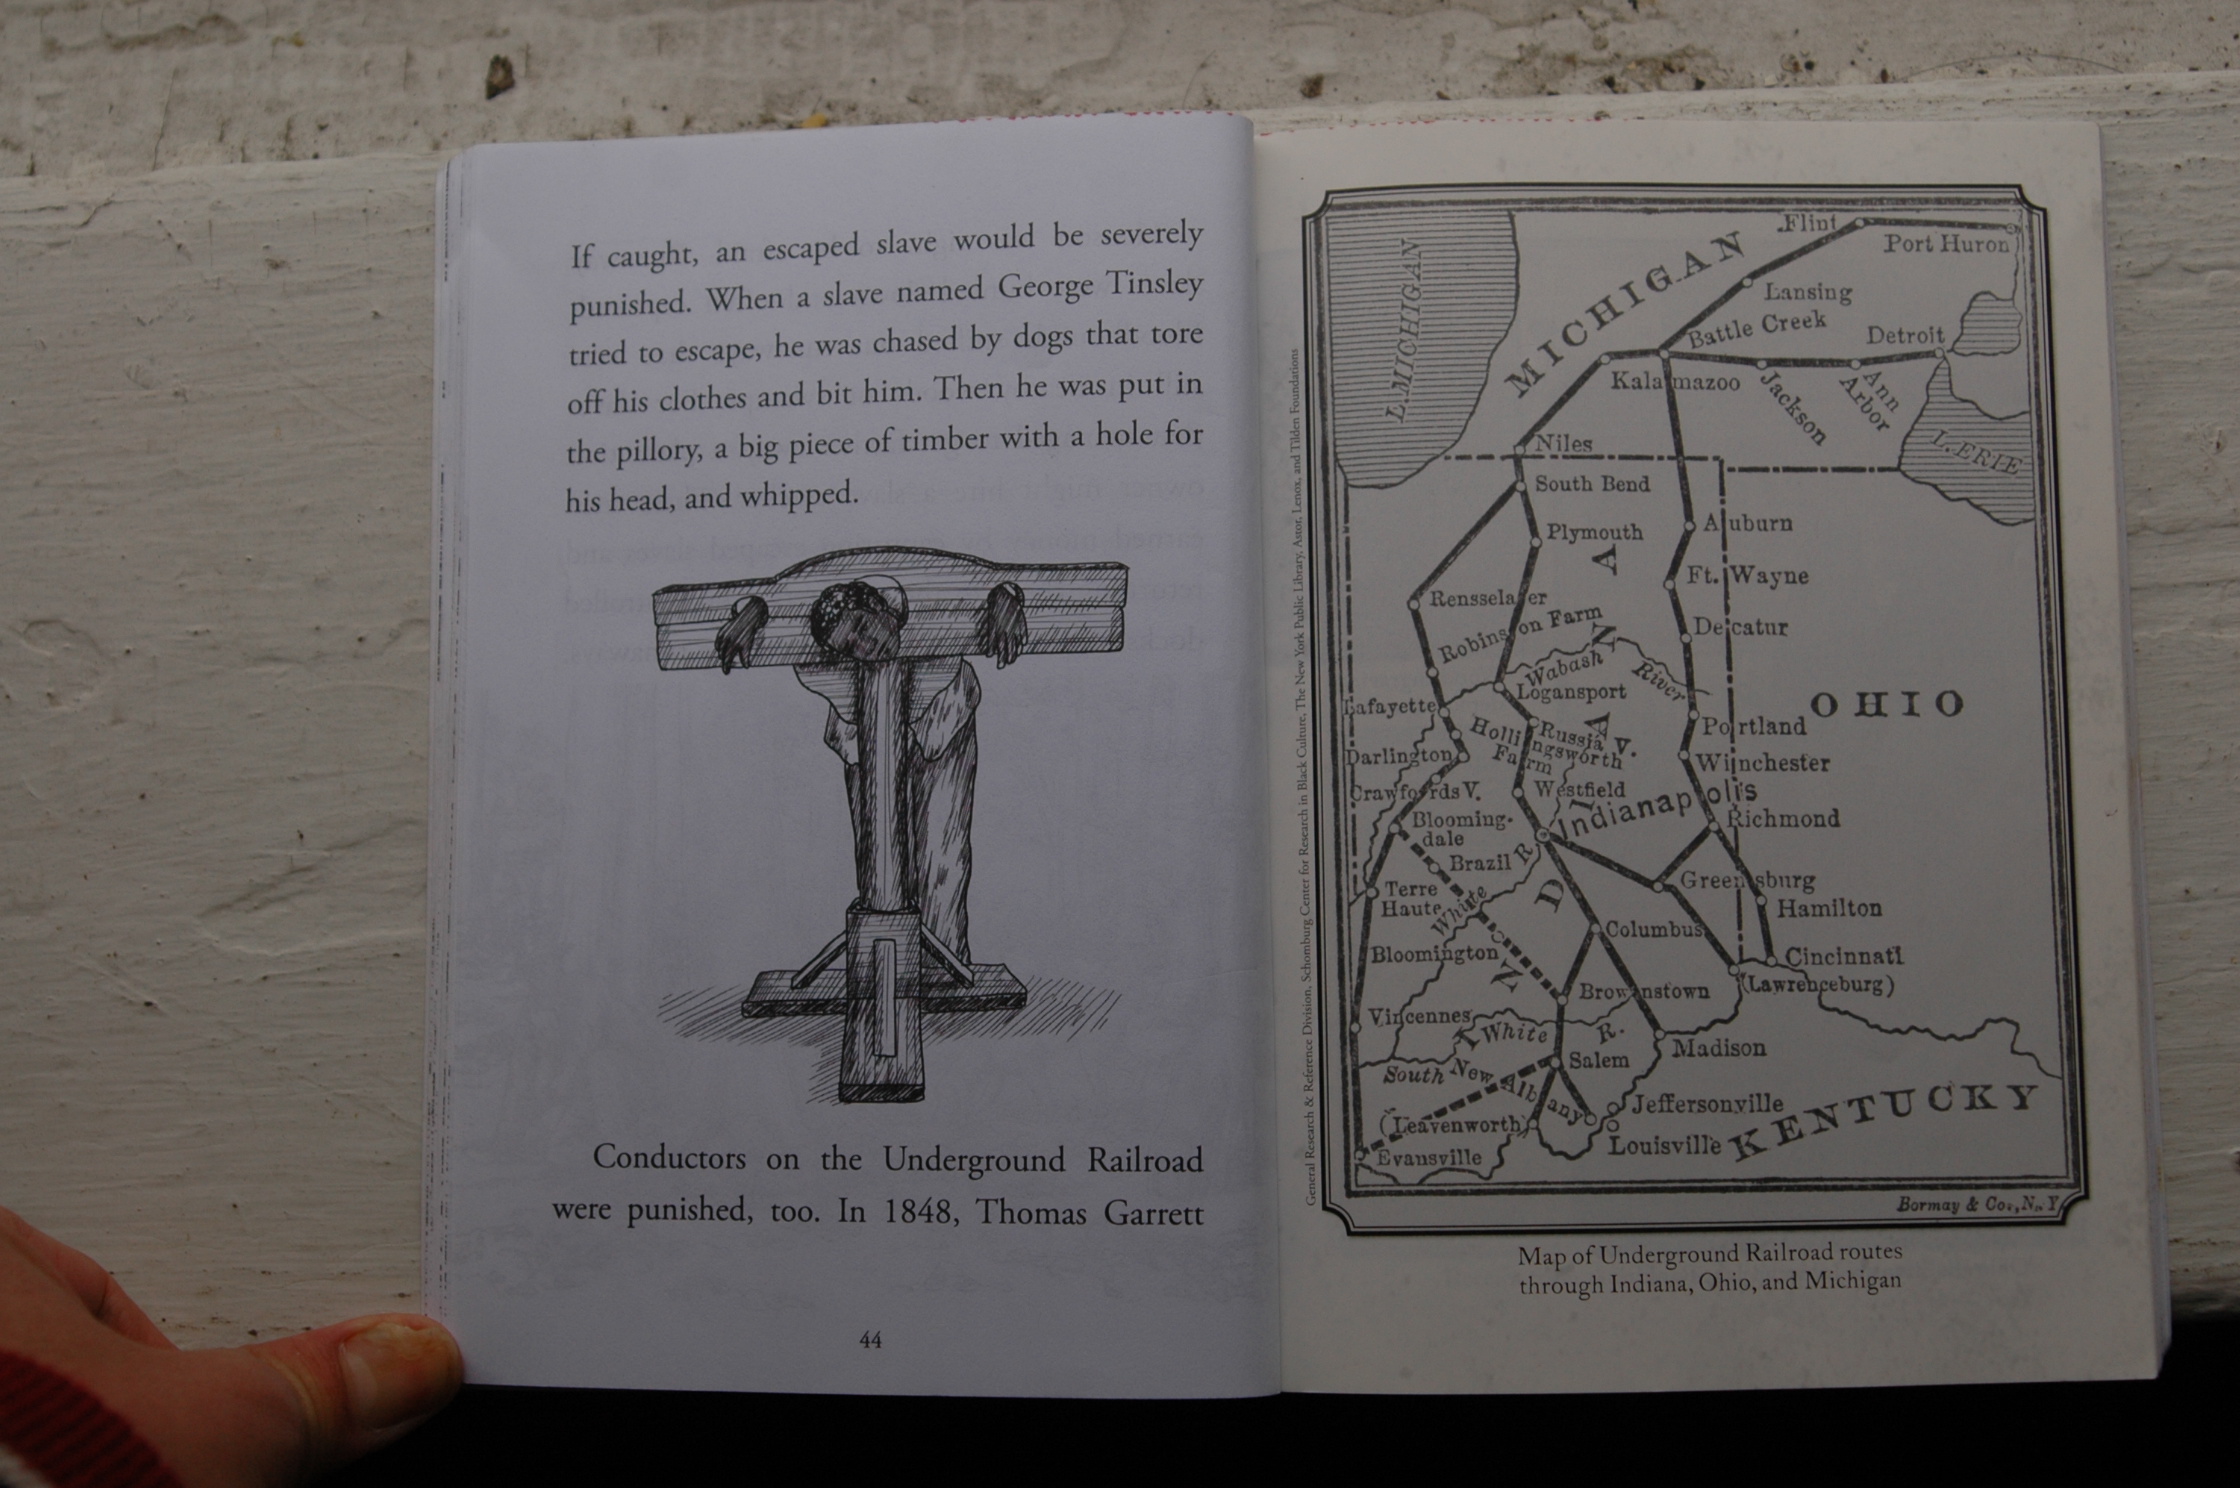 If caught, an escaped slave would be severely
punished. When a slave named George Tinsley
tried to escape, he was chased by dogs that tore
off his clothes and bit him. Then he was put in
the pillory, a big piece of timber with a hole for
his head, and whipped.
Conductors on the Underground Railroad
were punished, too. In 1848, Thomas Garrett
44
General Research & Reference Division, Schomburg Center for Research in Black Culture, The New York Public Library, Astor, Lenox, and Tilden Foundations
L. MICHIGAN
MICHIGAN
Flint
Port Huron
Lansing
Battle Creek
Detroit
Kalamazoo
Jackson
Ann
Arbor
Niles
L. ERIE
South Bend
Plymouth
Auburn
Ft. Wayne
Rensselaer
Robinson Farm
Decatur
Wabash River
Logansport
OHIO
Lafayette
Russiav.
Hollingsworth
Farm
Portland
Darlington
Winchester
CrawfordsV.
Westfield
INDIANA
Indianapolis
Blooming-
dale
Richmond
Brazil
Terre
Haute
White R.
Greensburg
Hamilton
Columbus
Bloomington
Cincinnati
(Lawrenceburg)
Brownstown
Vincennes
White R.
Madison
Salem
South
New Albany
Jeffersonville
(Leavenworth)
Louisville
KENTUCKY
Evansville
Bormay & Co., N. Y.
Map of Underground Railroad routes
through Indiana, Ohio, and Michigan